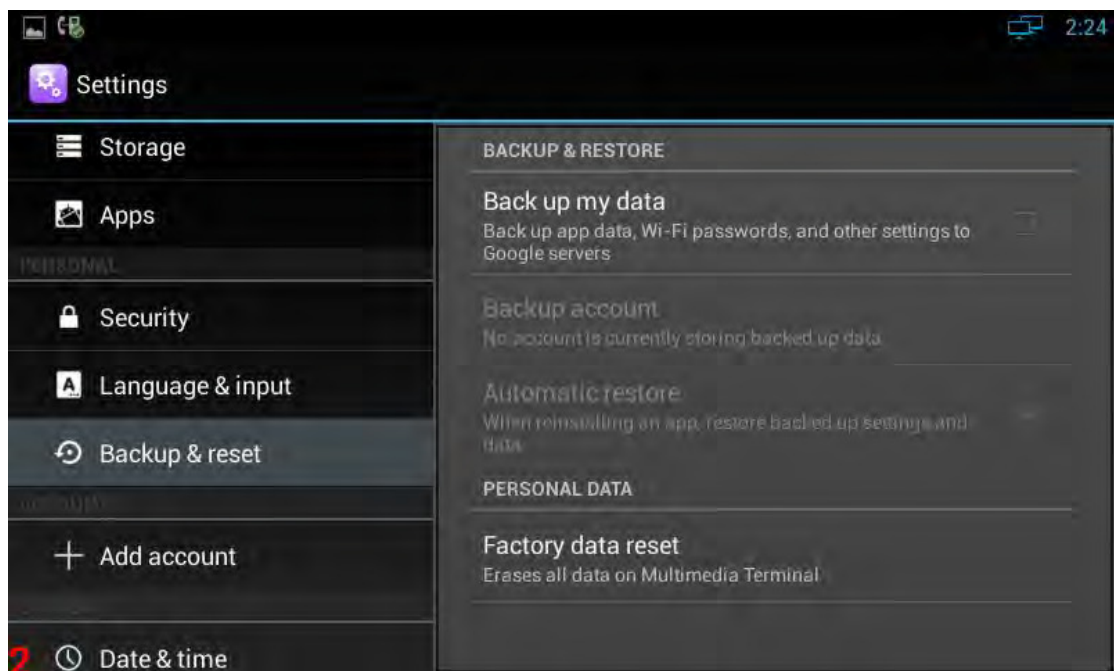 2:24
Settings
Storage
Apps
PERSONAL
Security
Language & input
Backup & reset
Add account
Date & time
2
BACKUP & RESTORE
Back up my data
Back up app data, Wi-Fi passwords, and other settings to
Google servers
Backup account
No account is currently storing backed up data
Automatic restore
When reinstalling an app, restore backed up settings and
data
PERSONAL DATA
Factory data reset
Erases all data on Multimedia Terminal